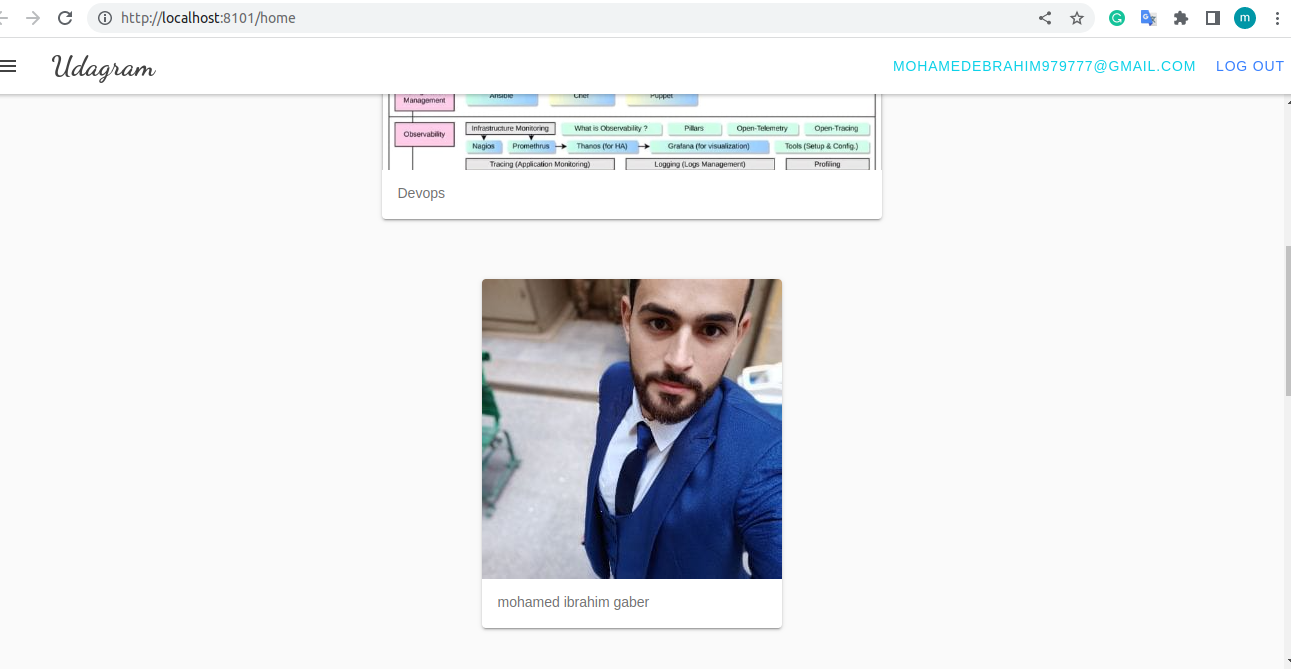 http://localhost:8101/home
m
Udagram
MOHAMEDEBRAHIM979777@GMAIL.COM LOG OUT
Management Ansible Chef Puppet
Observability
Infrastructure Monitoring What is Observability ? Pillars Open-Telemetry Open-Tracing
Nagios Promethrus Thanos (for HA) Grafana (for visualization) Tools (Setup & Config.)
Tracing (Application Monitoring) Logging (Logs Management) Profiling
Devops
mohamed ibrahim gaber